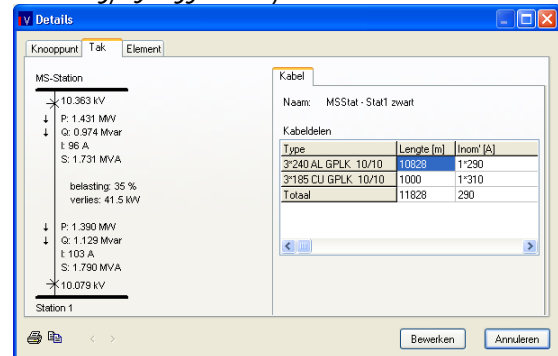 Details
Knooppunt Tak Element
MS-Station
10.363 kV
P: 1.431 MW
Q: 0.974 Mvar
I: 96 A
S: 1.731 MVA
belasting: 35 %
verlies: 41.5 kW
P: 1.390 MW
Q: 1.129 Mvar
I: 103 A
S: 1.790 MVA
10.079 kV
Station 1
Kabel
Naam: MSStat - Stat1 zwart
Kabeldelen
Type Lengte [m] Inom' [A]
3*240 AL GPLK 10/10 10828 1*290
3*185 CU GPLK 10/10 1000 1*310
Totaal 11828 290
Bewerken Annuleren